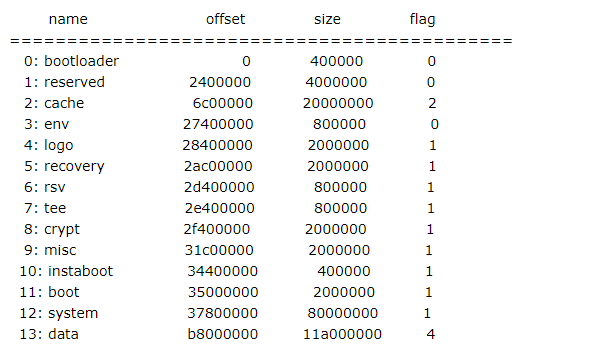 name offset size flag
============================================
0: bootloader 0 400000 0
1: reserved 2400000 4000000 0
2: cache 6c00000 20000000 2
3: env 27400000 800000 0
4: logo 28400000 2000000 1
5: recovery 2ac00000 2000000 1
6: rsv 2d400000 800000 1
7: tee 2e400000 800000 1
8: crypt 2f400000 2000000 1
9: misc 31c00000 2000000 1
10: instaboot 34400000 400000 1
11: boot 35000000 2000000 1
12: system 37800000 80000000 1
13: data b8000000 11a000000 4